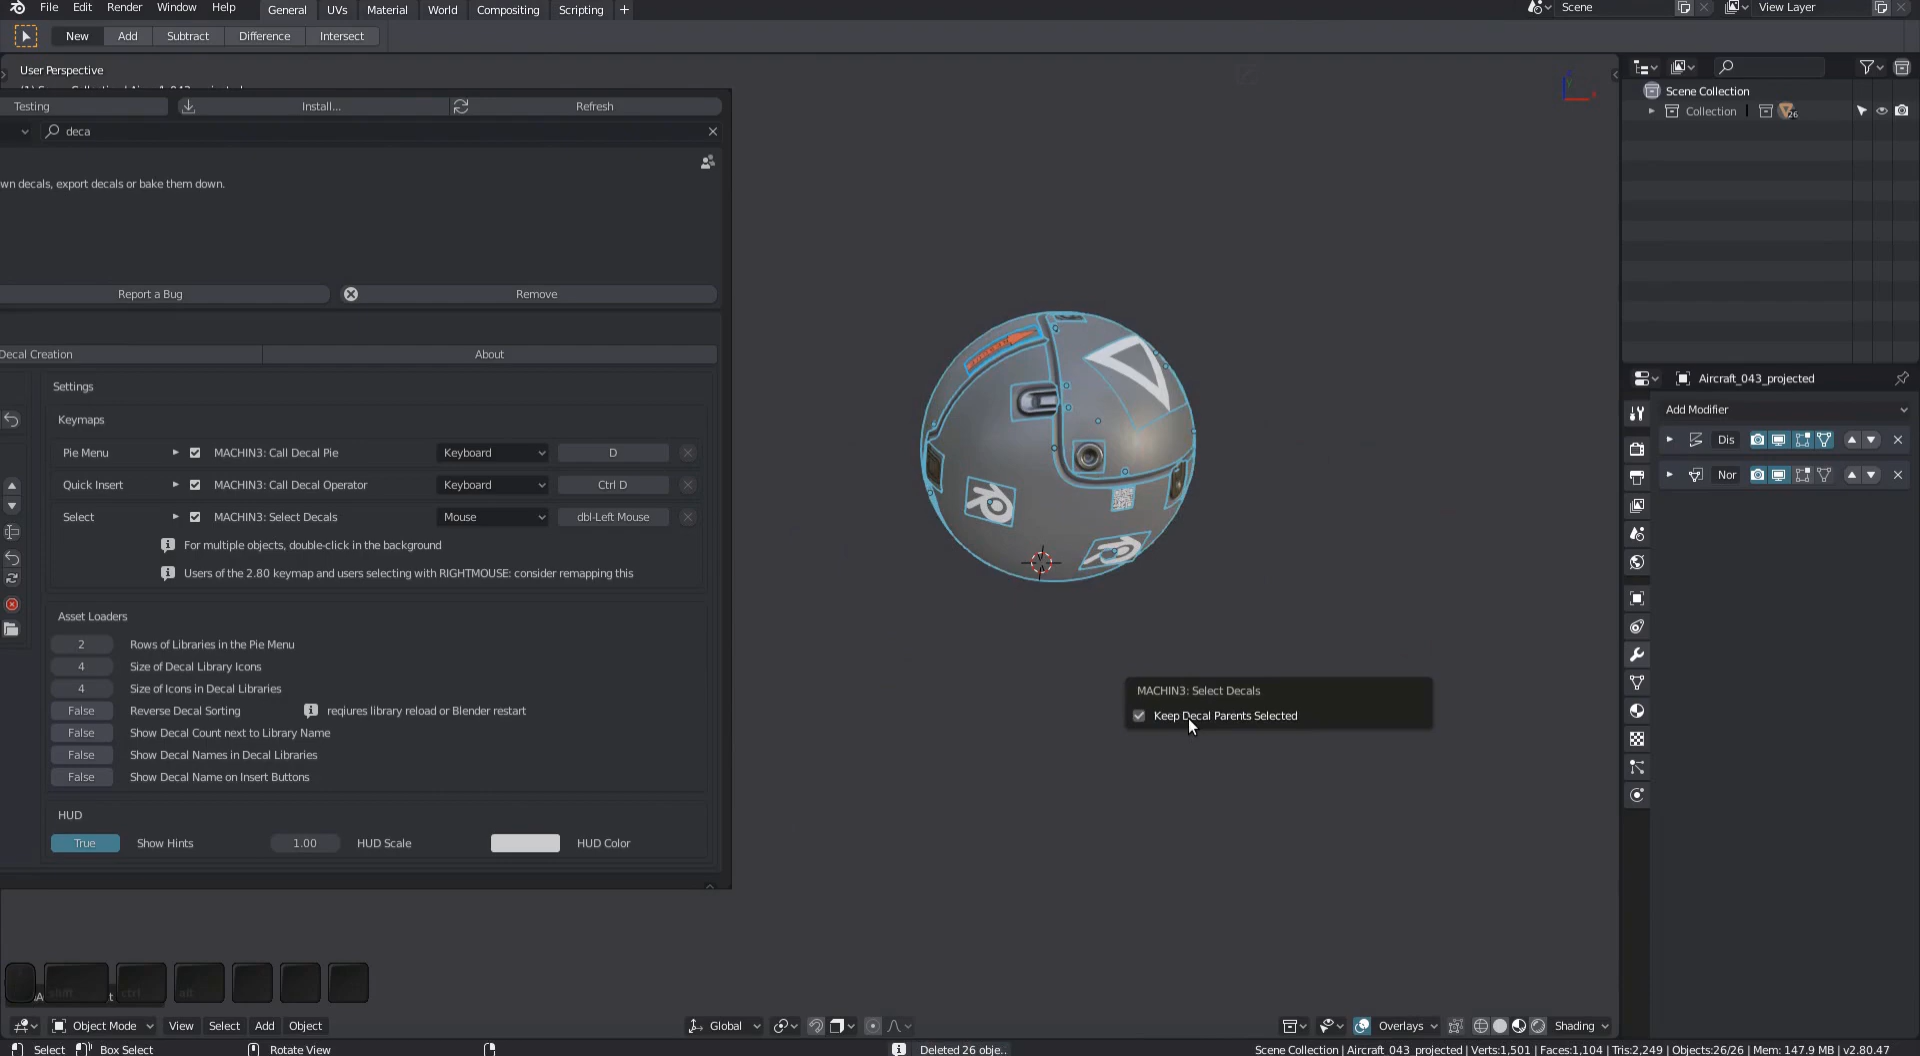 File Edit Render Window Help General UVs Material World Compositing Scripting + Scene View Layer
New Add Subtract Difference Intersect
User Perspective
Scene Collection
Collection 26
Testing Install... Refresh
deca
wn decals, export decals or bake them down.
Report a Bug Remove
Decal Creation About
Settings
Keymaps
Pie Menu MACHIN3: Call Decal Pie Keyboard D
Quick Insert MACHIN3: Call Decal Operator Keyboard Ctrl D
Select MACHIN3: Select Decals Mouse dbl-Left Mouse
For multiple objects, double-click in the background
Users of the 2.80 keymap and users selecting with RIGHTMOUSE: consider remapping this
Asset Loaders
2 Rows of Libraries in the Pie Menu
4 Size of Decal Library Icons
4 Size of Icons in Decal Libraries
False Reverse Decal Sorting reqiures library reload or Blender restart
False Show Decal Count next to Library Name
False Show Decal Names in Decal Libraries
False Show Decal Name on Insert Buttons
HUD
True Show Hints 1.00 HUD Scale HUD Color
MACHIN3: Select Decals
Keep Decal Parents Selected
Aircraft_043_projected
Add Modifier
Dis
Nor
shift ctrl alt
Object Mode View Select Add Object Global Overlays Shading
Select Box Select Rotate View Deleted 26 obje.. Scene Collection | Aircraft_043_projected | Verts:1,501 | Faces:1,104 | Tris:2,249 | Objects:26/26 | Mem: 147.9 MB | v2.80.47